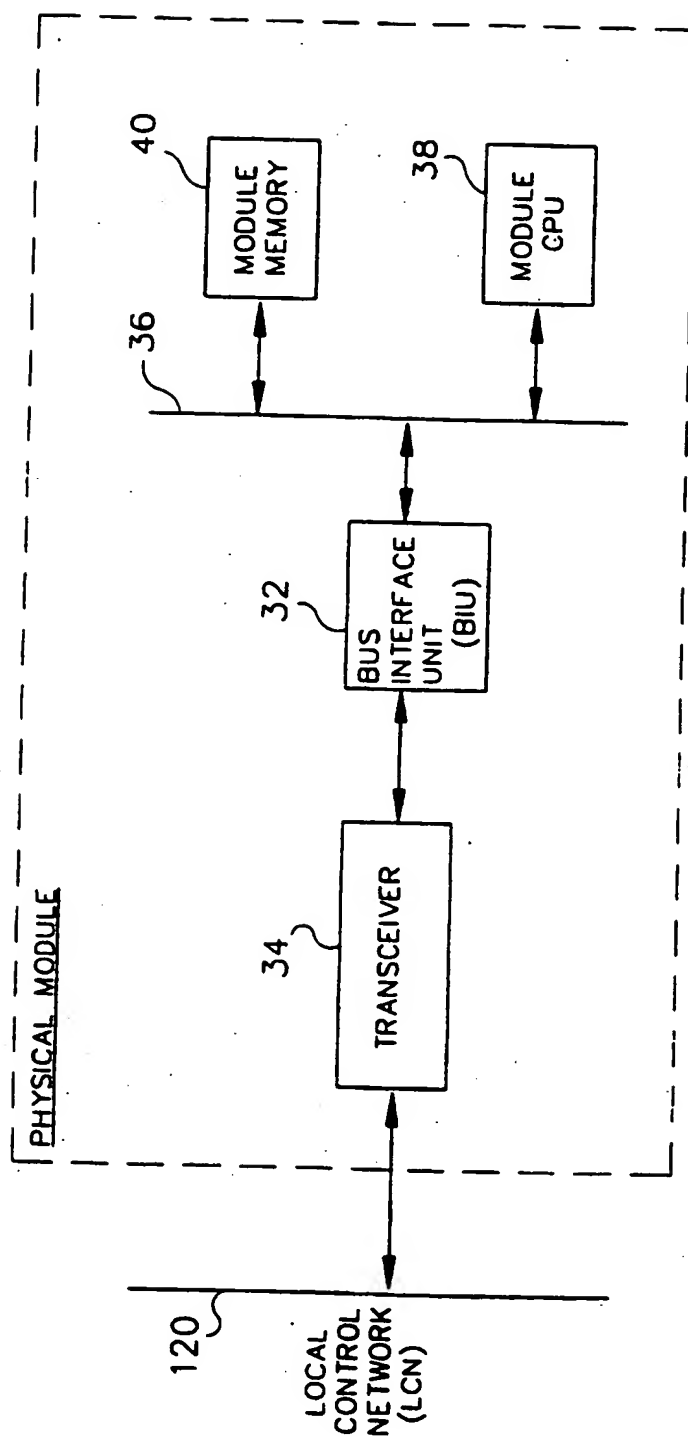 PHYSICAL MODULE
120
LOCAL
CONTROL
NETWORK
(LCN)
34
TRANSCEIVER
32
BUS
INTERFACE
UNIT
(BIU)
36
40
MODULE
MEMORY
38
MODULE
CPU